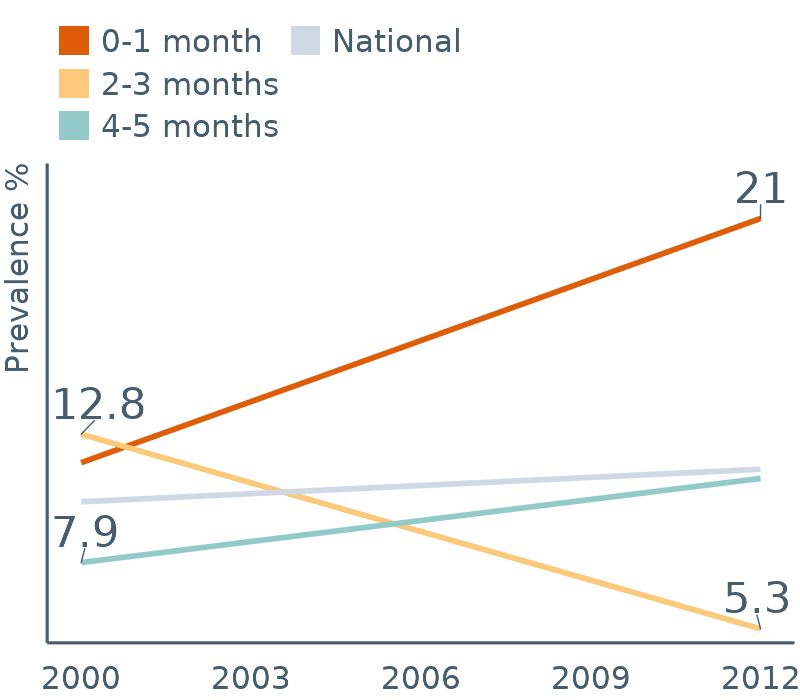 0-1 month
National
2-3 months
4-5 months
Prevalence %
21
12.8
7.9
5.3
2000 2003 2006 2009 2012